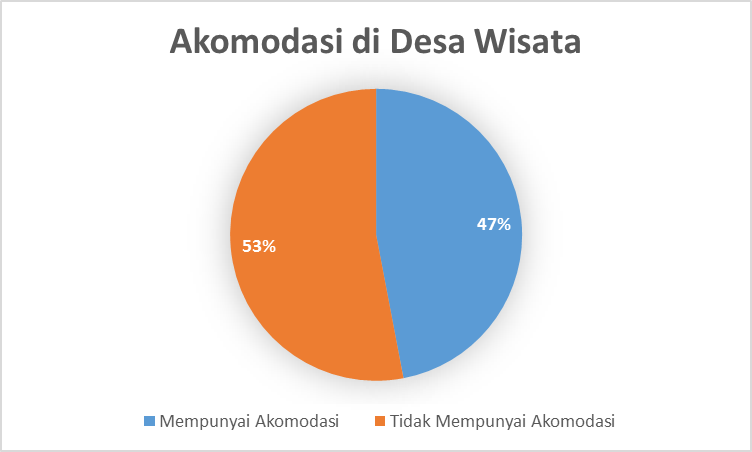 Akomodasi di Desa Wisata
47%
53%
Mempunyai Akomodasi
Tidak Mempunyai Akomodasi